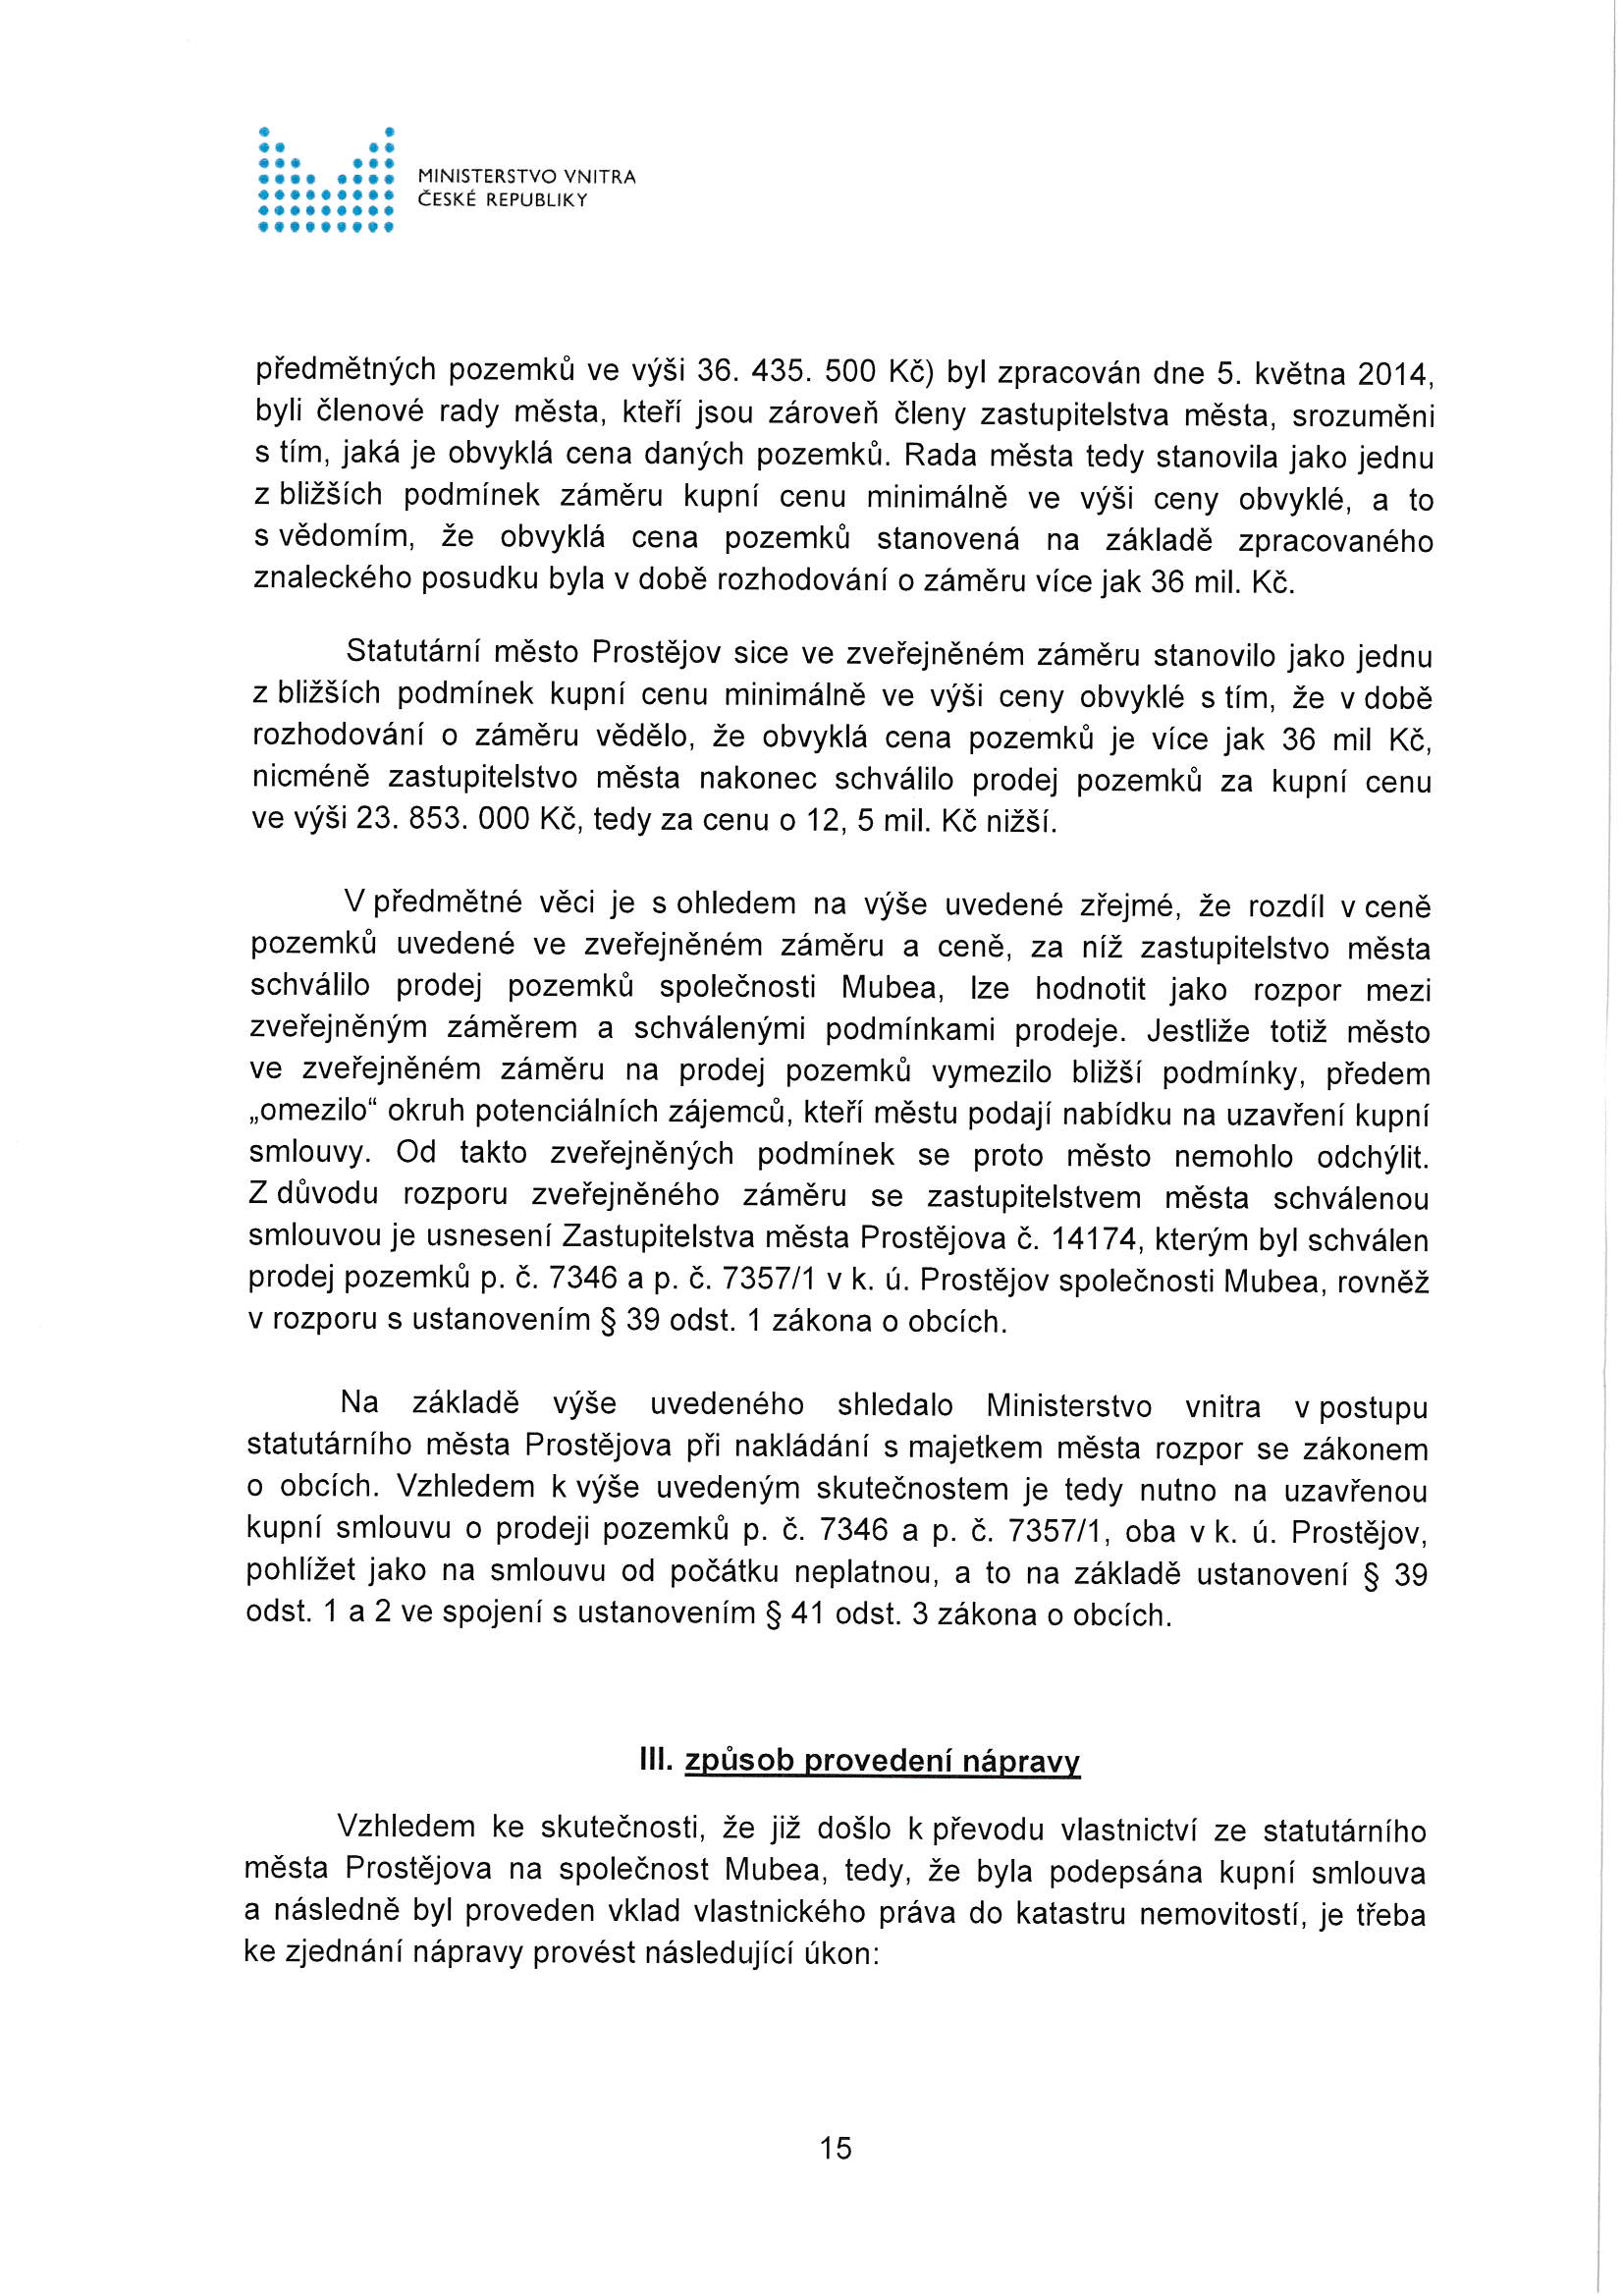 MINISTERSTVO VNITRA
ČESKÉ REPUBLIKY
předmětných pozemků ve výši 36. 435. 500 Kč) byl zpracován dne 5. května 2014,
byli členové rady města, kteří jsou zároveň členy zastupitelstva města, srozuměni
s tím, jaká je obvyklá cena daných pozemků. Rada města tedy stanovila jako jednu
z bližších podmínek záměru kupní cenu minimálně ve výši ceny obvyklé, a to
s vědomím, že obvyklá cena pozemků stanovená na základě zpracovaného
znaleckého posudku byla v době rozhodování o záměru více jak 36 mil. Kč.
Statutární město Prostějov sice ve zveřejněném záměru stanovilo jako jednu
z bližších podmínek kupní cenu minimálně ve výši ceny obvyklé s tím, že v době
rozhodování o záměru vědělo, že obvyklá cena pozemků je více jak 36 mil Kč,
nicméně zastupitelstvo města nakonec schválilo prodej pozemků za kupní cenu
ve výši 23. 853. 000 Kč, tedy za cenu o 12, 5 mil. Kč nižší.
V předmětné věci je s ohledem na výše uvedené zřejmé, že rozdíl v ceně
pozemků uvedené ve zveřejněném záměru a ceně, za níž zastupitelstvo města
schválilo prodej pozemků společnosti Mubea, lze hodnotit jako rozpor mezi
zveřejněným záměrem a schválenými podmínkami prodeje. Jestliže totiž město
ve zveřejněném záměru na prodej pozemků vymezilo bližší podmínky, předem
„omezilo“ okruh potenciálních zájemců, kteří městu podají nabídku na uzavření kupní
smlouvy. Od takto zveřejněných podmínek se proto město nemohlo odchýlit.
Z důvodu rozporu zveřejněného záměru se zastupitelstvem města schválenou
smlouvou je usnesení Zastupitelstva města Prostějova č. 14174, kterým byl schválen
prodej pozemků p. č. 7346 a p. č. 7357/1 v k. ú. Prostějov společnosti Mubea, rovněž
v rozporu s ustanovením § 39 odst. 1 zákona o obcích.
Na základě výše uvedeného shledalo Ministerstvo vnitra v postupu
statutárního města Prostějova při nakládání s majetkem města rozpor se zákonem
o obcích. Vzhledem k výše uvedeným skutečnostem je tedy nutno na uzavřenou
kupní smlouvu o prodeji pozemků p. č. 7346 a p. č. 7357/1, oba v k. ú. Prostějov,
pohlížet jako na smlouvu od počátku neplatnou, a to na základě ustanovení § 39
odst. 1 a 2 ve spojení s ustanovením § 41 odst. 3 zákona o obcích.
III. způsob provedení nápravy
Vzhledem ke skutečnosti, že již došlo k převodu vlastnictví ze statutárního
města Prostějova na společnost Mubea, tedy, že byla podepsána kupní smlouva
a následně byl proveden vklad vlastnického práva do katastru nemovitostí, je třeba
ke zjednání nápravy provést následující úkon:
15